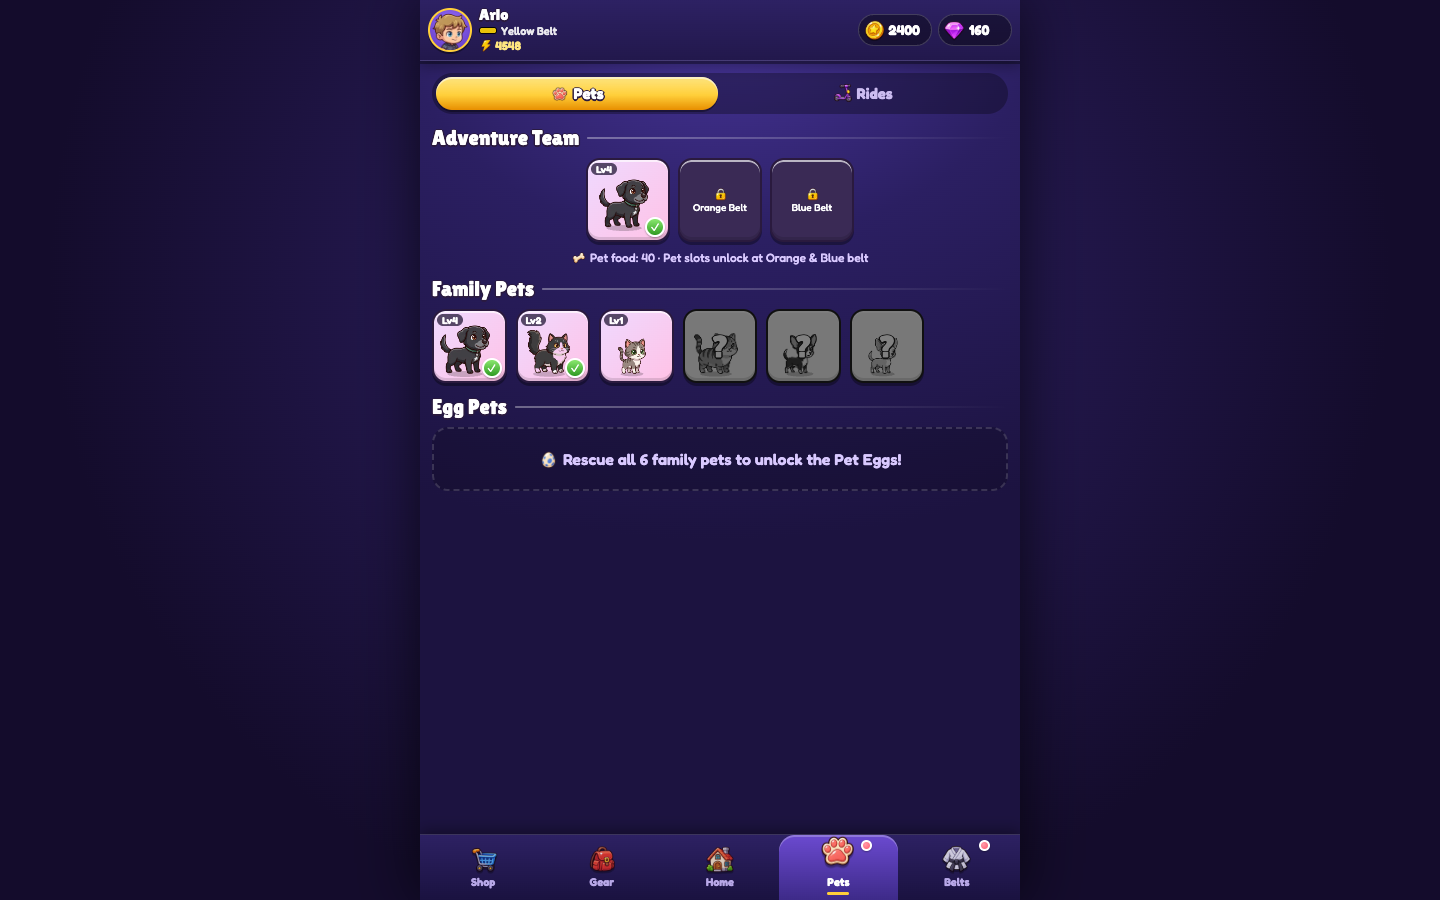 Arlo
Yellow Belt
4548
2400
160
Pets
Rides
Adventure Team
Lv4
Orange Belt
Blue Belt
Pet food: 40 · Pet slots unlock at Orange & Blue belt
Family Pets
Lv4
Lv2
Lv1
?
?
?
Egg Pets
Rescue all 6 family pets to unlock the Pet Eggs!
Shop
Gear
Home
Pets
Belts